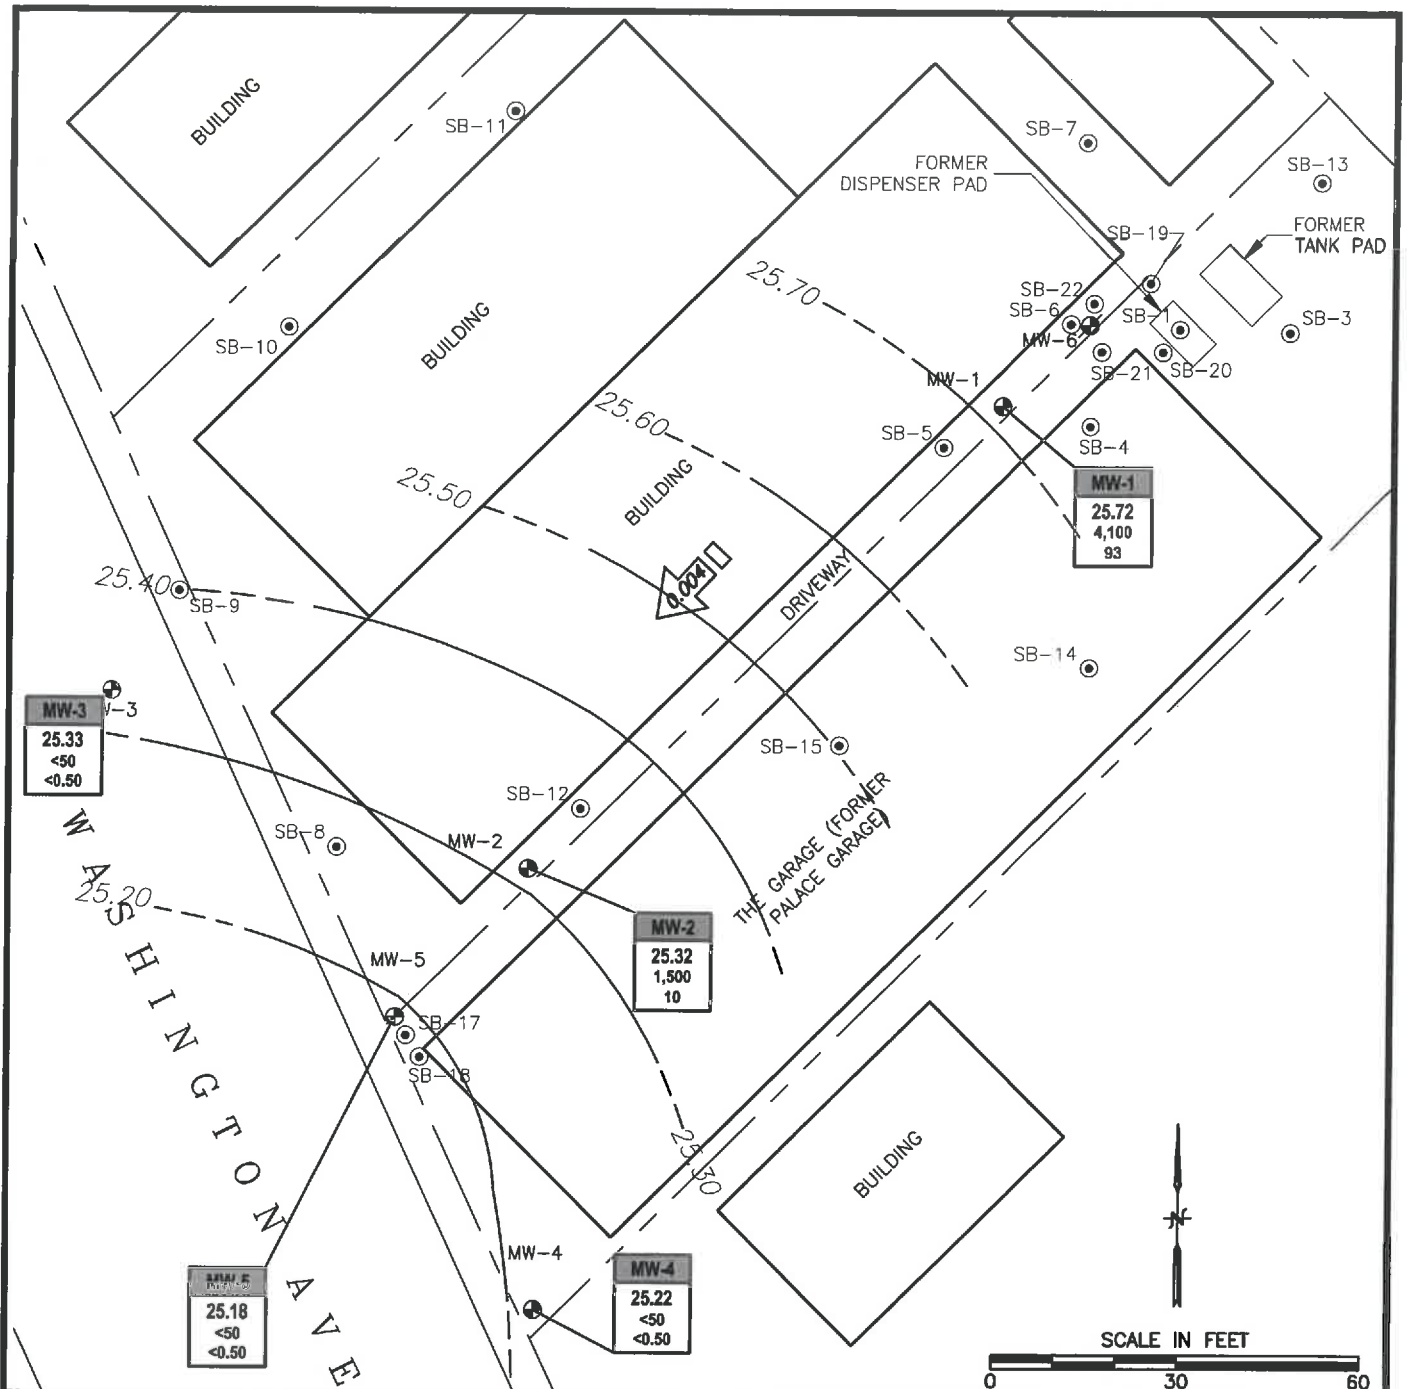 BUILDING
SB-11
SB-7
FORMER
DISPENSER PAD
SB-13
FORMER
TANK PAD
SB-19
25.70
SB-22
SB-6
SB-1
SB-3
MW-6
SB-10
BUILDING
MW-1
SB-21
SB-20
25.60
SB-5
SB-4
25.50
BUILDING
MW-1
25.72
4,100
93
0.004
DRIVEWAY
25.40
SB-9
SB-14
MW-3
25.33
<50
<0.50
SB-15
SB-12
SB-8
MW-2
THE GARAGE (FORMER
PALACE GARAGE)
25.20
MW-2
25.32
1,500
10
MW-5
SB-17
SB-18
WASHINGTON AVE
25.30
BUILDING
N
MW-4
MW-4
25.22
<50
<0.50
MW-5
25.18
<50
<0.50
SCALE IN FEET
0 30 60